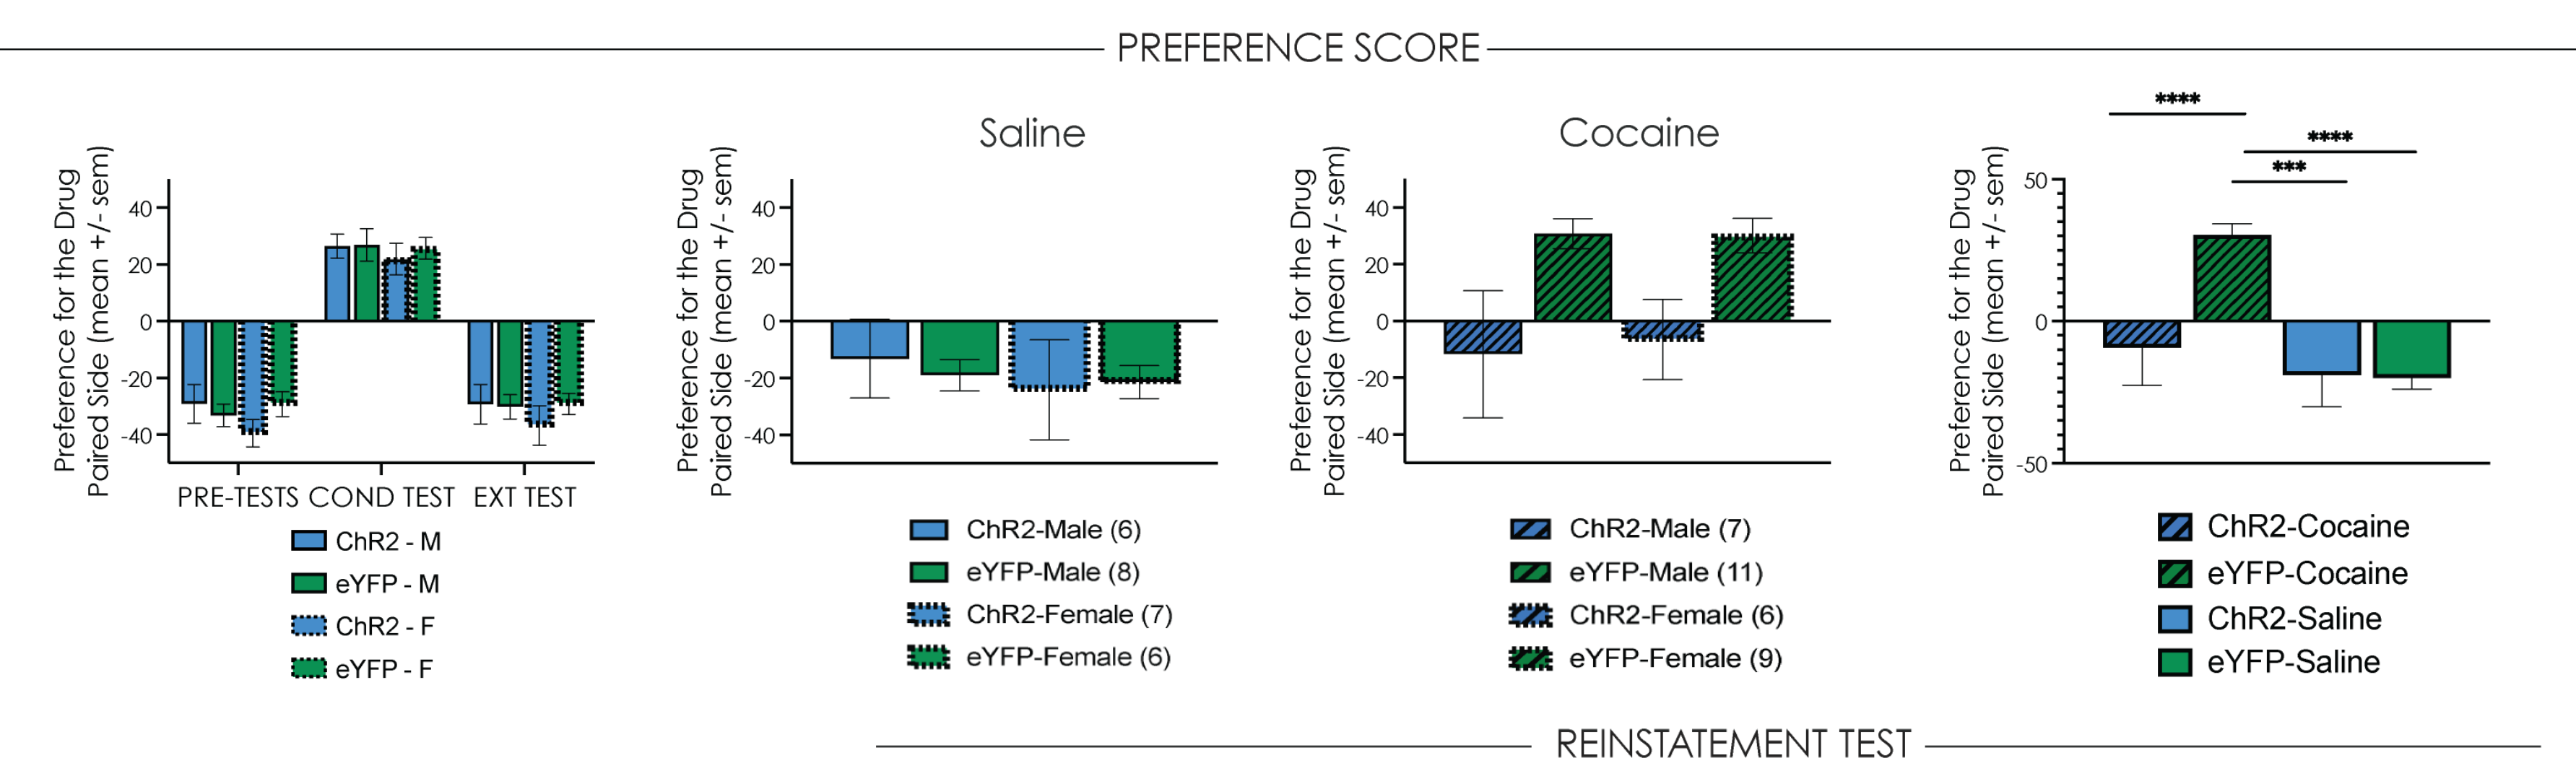 PREFERENCE SCORE
Preference for the Drug
Paired Side (mean +/- sem)
40
20
0
-20
-40
PRE-TESTS COND TEST EXT TEST
ChR2 - M
eYFP - M
ChR2 - F
eYFP - F
Saline
Preference for the Drug
Paired Side (mean +/- sem)
40
20
0
-20
-40
ChR2-Male (6)
eYFP-Male (8)
ChR2-Female (7)
eYFP-Female (6)
Cocaine
Preference for the Drug
Paired Side (mean +/- sem)
40
20
0
-20
-40
ChR2-Male (7)
eYFP-Male (11)
ChR2-Female (6)
eYFP-Female (9)
****
****
***
Preference for the Drug
Paired Side (mean +/- sem)
50
0
-50
ChR2-Cocaine
eYFP-Cocaine
ChR2-Saline
eYFP-Saline
REINSTATEMENT TEST